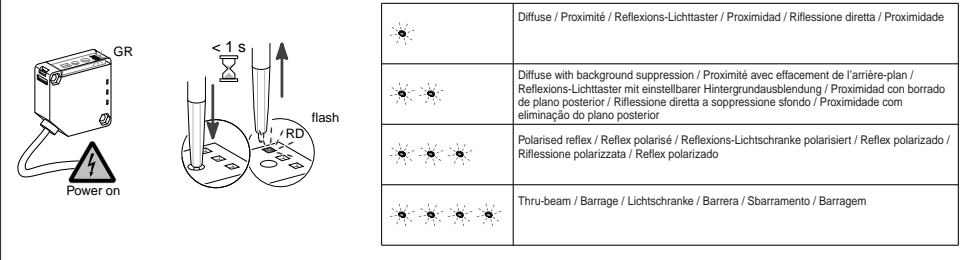 GR
Power on
< 1 s
flash
RD
Diffuse / Proximité / Reflexions-Lichttaster / Proximidad / Riflessione diretta / Proximidade
Diffuse with background suppression / Proximité avec effacement de l'arrière-plan /
Reflexions-Lichttaster mit einstellbarer Hintergrundausblendung / Proximidad con borrado
de plano posterior / Riflessione diretta a soppressione sfondo / Proximidade com
eliminação do plano posterior
Polarised reflex / Reflex polarisé / Reflexions-Lichtschranke polarisiert / Reflex polarizado /
Riflessione polarizzata / Reflex polarizado
Thru-beam / Barrage / Lichtschranke / Barrera / Sbarramento / Barragem